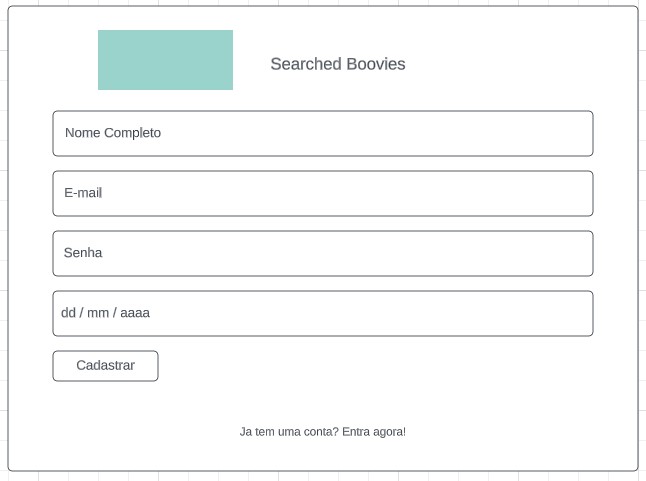 Searched Boovies
Nome Completo
E-mail
Senha
dd / mm / aaaa
Cadastrar
Ja tem uma conta? Entra agora!